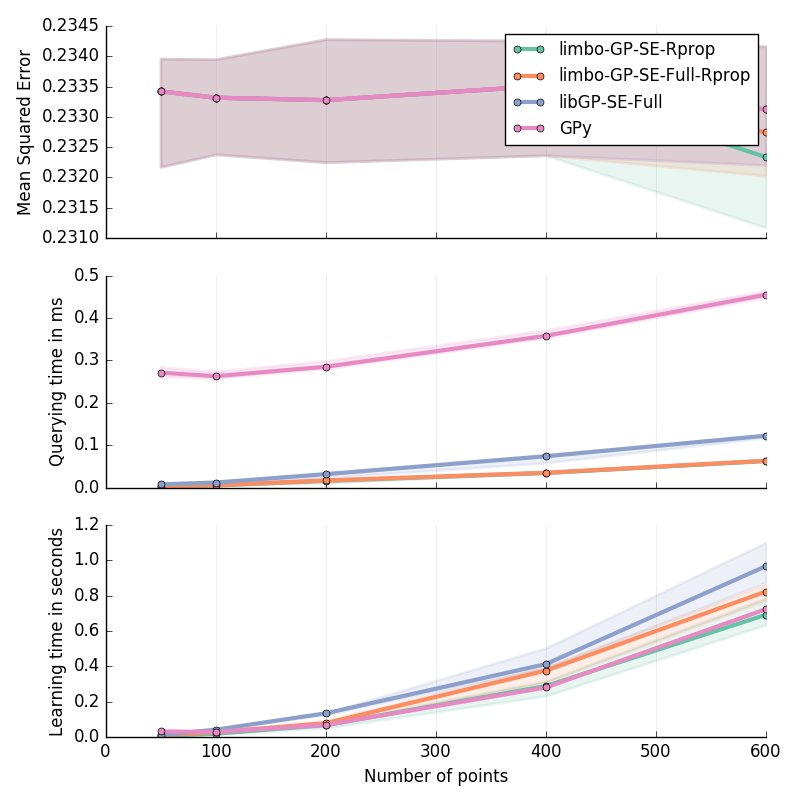 Mean Squared Error
0.2345
0.2340
0.2335
0.2330
0.2325
0.2320
0.2315
0.2310
limbo-GP-SE-Rprop
limbo-GP-SE-Full-Rprop
libGP-SE-Full
GPy
Querying time in ms
0.5
0.4
0.3
0.2
0.1
0.0
Learning time in seconds
1.2
1.0
0.8
0.6
0.4
0.2
0.0
0 100 200 300 400 500 600
Number of points